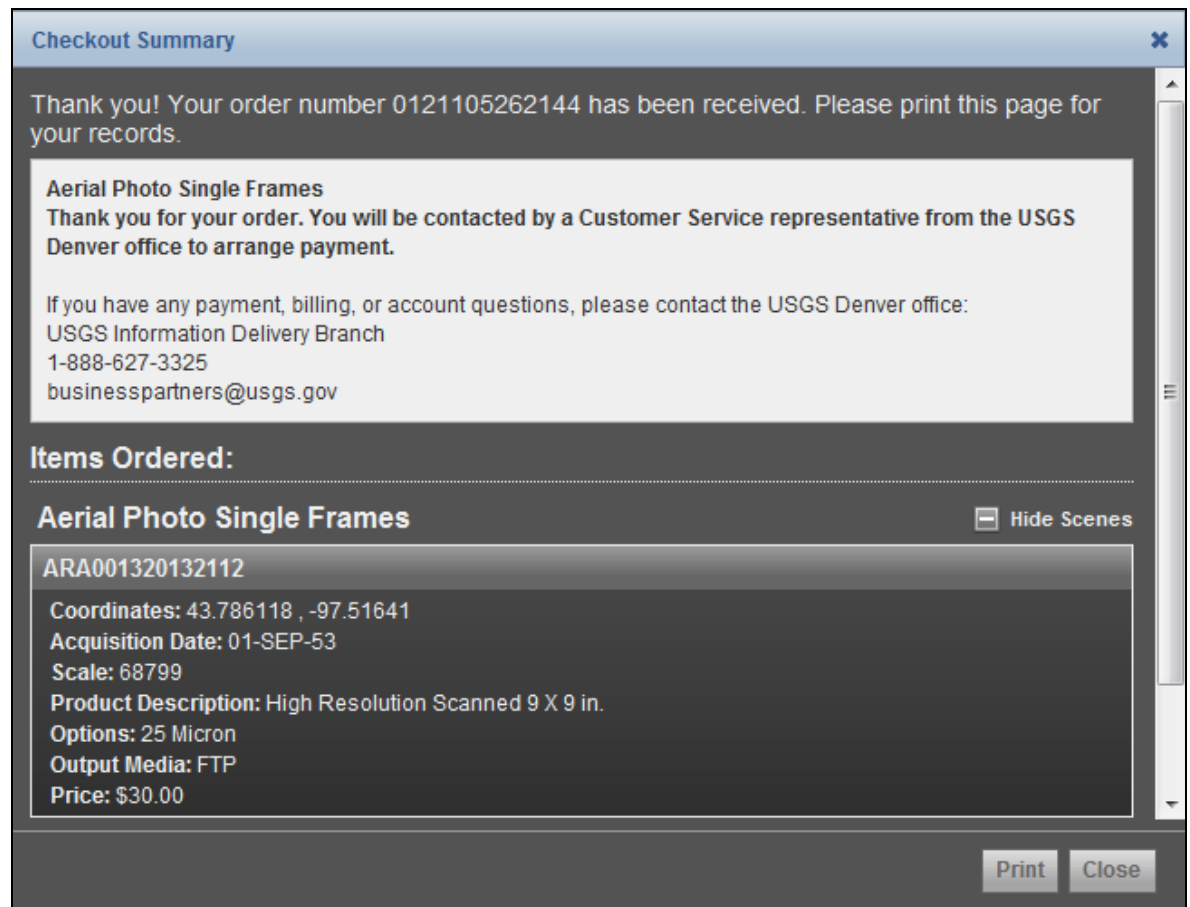 Checkout Summary
Thank you! Your order number 0121105262144 has been received. Please print this page for
your records.
Aerial Photo Single Frames
Thank you for your order. You will be contacted by a Customer Service representative from the USGS
Denver office to arrange payment.
If you have any payment, billing, or account questions, please contact the USGS Denver office:
USGS Information Delivery Branch
1-888-627-3325
businesspartners@usgs.gov
Items Ordered:
Aerial Photo Single Frames
Hide Scenes
ARA001320132112
Coordinates: 43.786118 , -97.51641
Acquisition Date: 01-SEP-53
Scale: 68799
Product Description: High Resolution Scanned 9 X 9 in.
Options: 25 Micron
Output Media: FTP
Price: $30.00
Print
Close